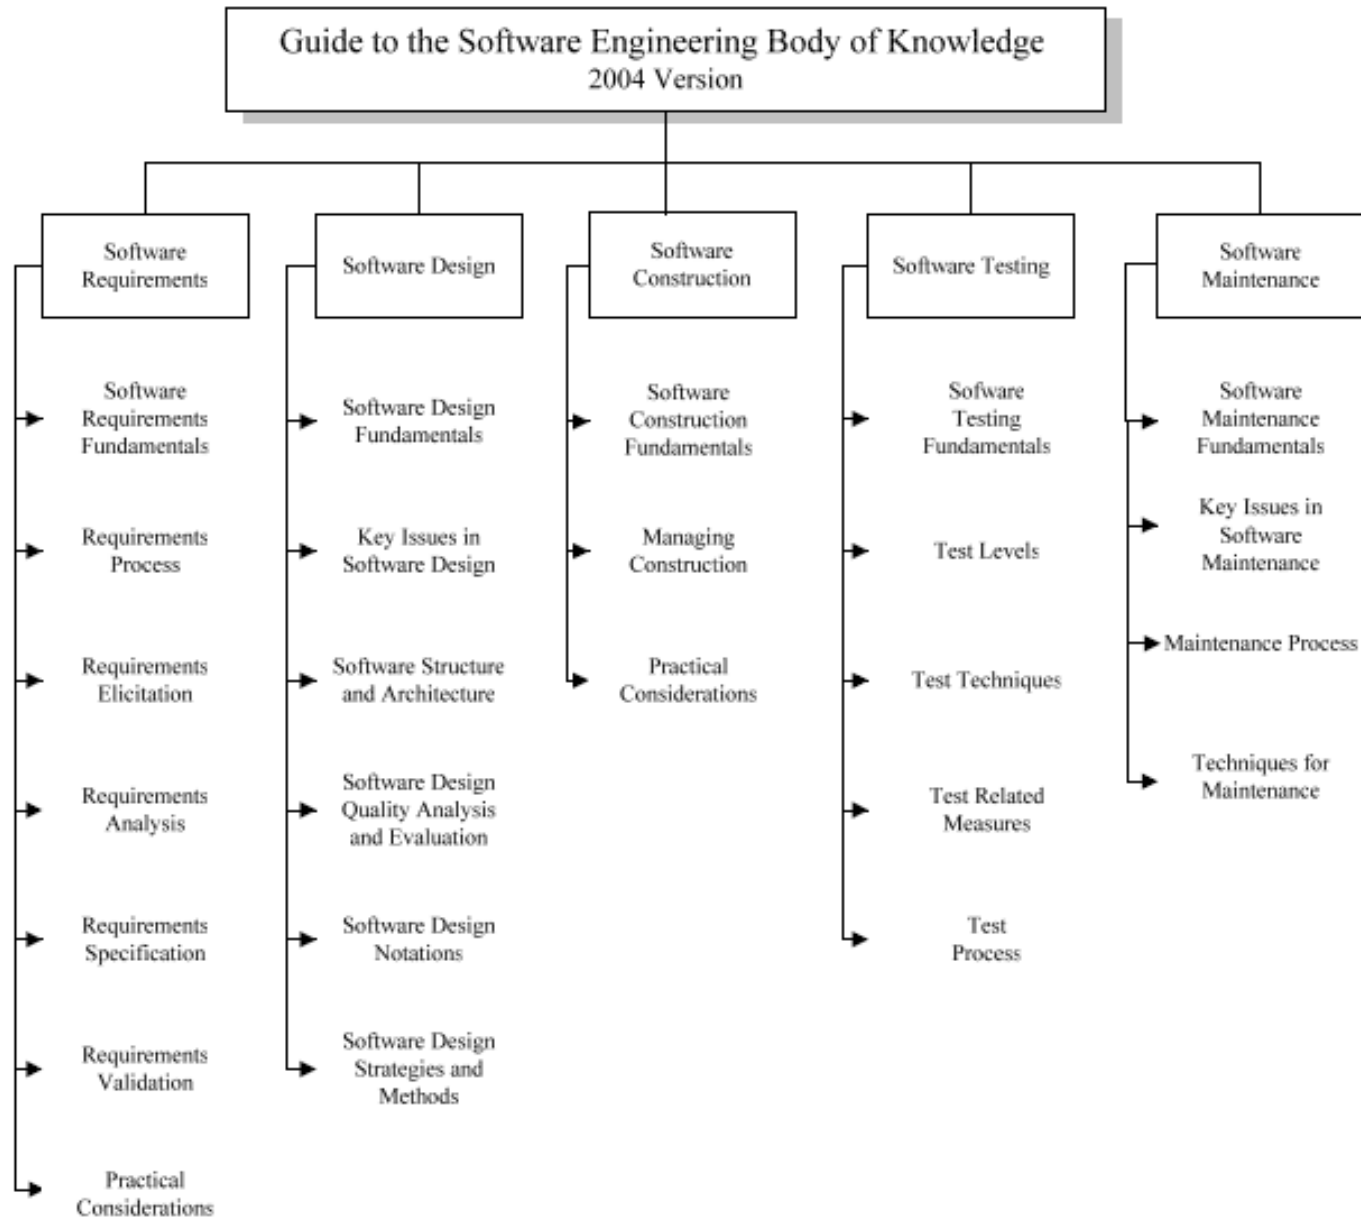 Guide to the Software Engineering Body of Knowledge
2004 Version
Software
Requirements
Software Design
Software
Construction
Software Testing
Software
Maintenance
Software
Requirements
Fundamentals
Requirements
Process
Requirements
Elicitation
Requirements
Analysis
Requirements
Specification
Requirements
Validation
Practical
Considerations
Software Design
Fundamentals
Key Issues in
Software Design
Software Structure
and Architecture
Software Design
Quality Analysis
and Evaluation
Software Design
Notations
Software Design
Strategies and
Methods
Software
Construction
Fundamentals
Managing
Construction
Practical
Considerations
Sofware
Testing
Fundamentals
Test Levels
Test Techniques
Test Related
Measures
Test
Process
Software
Maintenance
Fundamentals
Key Issues in
Software
Maintenance
Maintenance Process
Techniques for
Maintenance